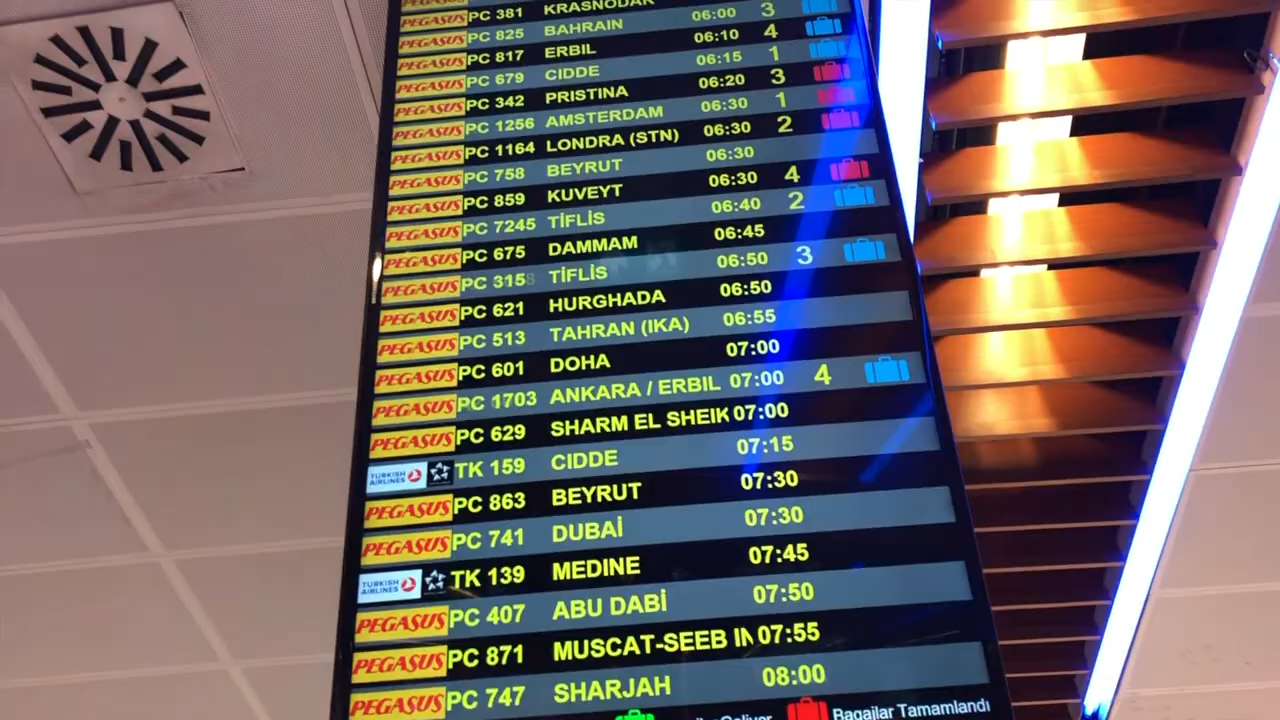 PEGASUS PC 381 KRASNODAR
PEGASUS PC 825 BAHRAIN 06:00 3
PEGASUS PC 817 ERBIL 06:10 4
PEGASUS PC 679 CIDDE 06:15 1
PEGASUS PC 342 PRISTINA 06:20 3
PEGASUS PC 1256 AMSTERDAM 06:30 1
PEGASUS PC 1164 LONDRA (STN) 06:30 2
PEGASUS PC 758 BEYRUT 06:30
PEGASUS PC 859 KUVEYT 06:30 4
PEGASUS PC 7245 TİFLİS 06:40 2
PEGASUS PC 675 DAMMAM 06:45
PEGASUS PC 315 TİFLİS 06:50 3
PEGASUS PC 621 HURGHADA 06:50
PEGASUS PC 513 TAHRAN (IKA) 06:55
PEGASUS PC 601 DOHA 07:00
PEGASUS PC 1703 ANKARA / ERBIL 07:00 4
PEGASUS PC 629 SHARM EL SHEIK 07:00
TURKISH AIRLINES TK 159 CIDDE 07:15
PEGASUS PC 863 BEYRUT 07:30
PEGASUS PC 741 DUBAİ 07:30
TURKISH AIRLINES TK 139 MEDINE 07:45
PEGASUS PC 407 ABU DABİ 07:50
PEGASUS PC 871 MUSCAT-SEEB IN 07:55
PEGASUS PC 747 SHARJAH 08:00
Bagajlar Tamamlandı